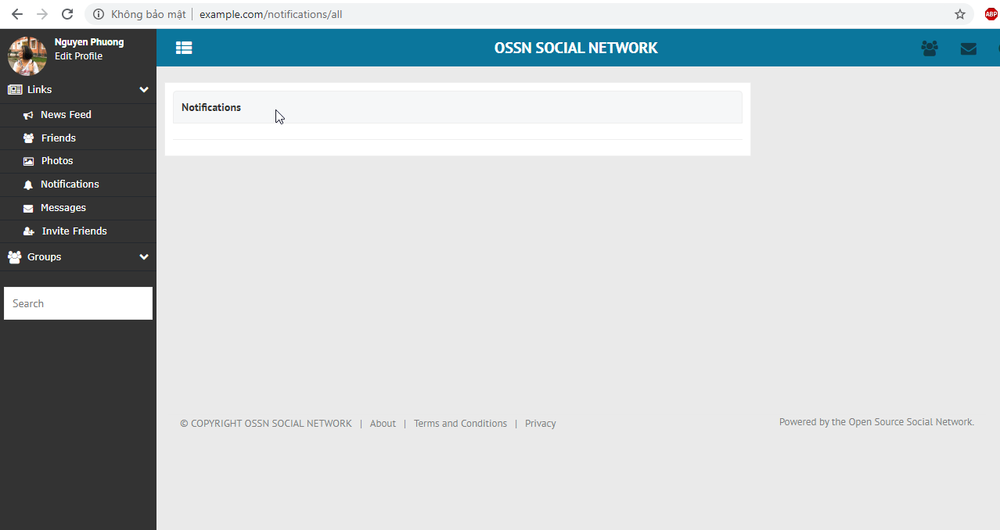 Không bảo mật | example.com/notifications/all
ABP
Nguyen Phuong
Edit Profile
OSSN SOCIAL NETWORK
Links
News Feed
Friends
Photos
Notifications
Messages
Invite Friends
Groups
Search
Notifications
© COPYRIGHT OSSN SOCIAL NETWORK | About | Terms and Conditions | Privacy
Powered by the Open Source Social Network.